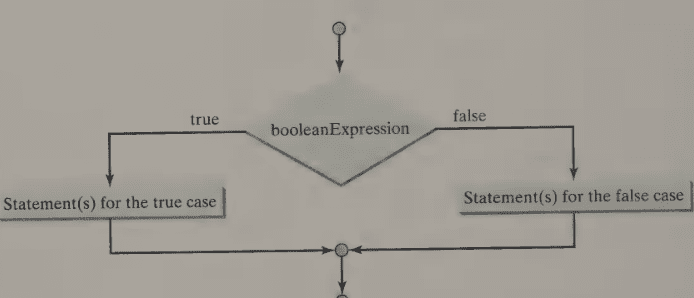 true
false
booleanExpression
Statement(s) for the true case
Statement(s) for the false case